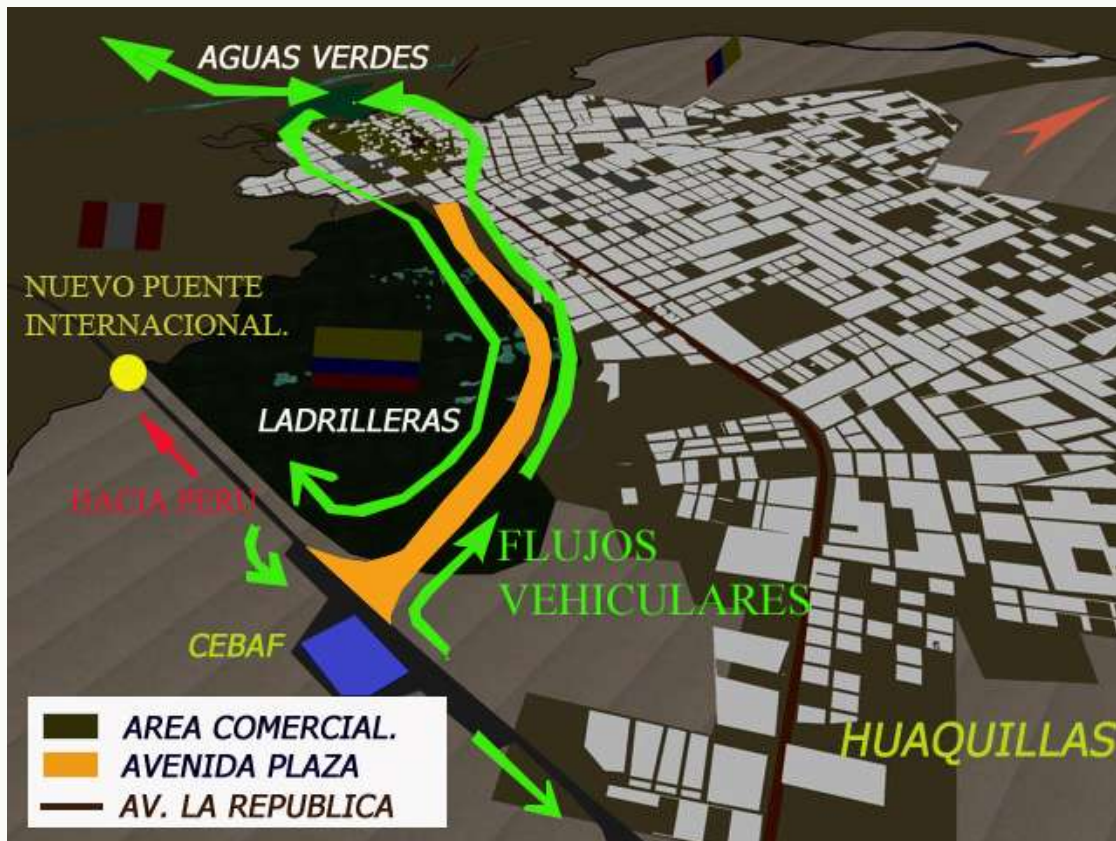 AGUAS VERDES
NUEVO PUENTE
INTERNACIONAL.
LADRILLERAS
HACIA PERU
FLUJOS
VEHICULARES
CEBAF
HUAQUILLAS
AREA COMERCIAL.
AVENIDA PLAZA
AV. LA REPUBLICA